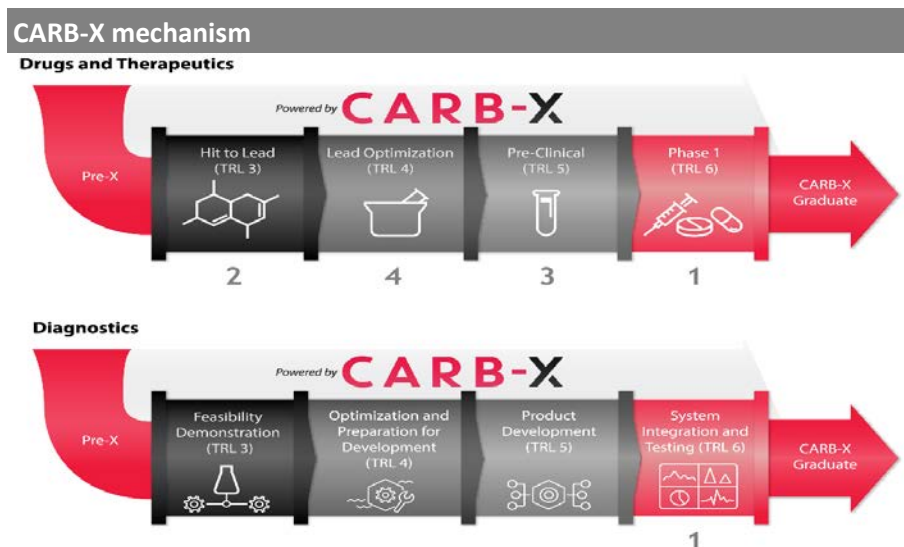 CARB-X mechanism
Drugs and Therapeutics
Powered by CARB-X
Pre-X
Hit to Lead
(TRL 3)
Lead Optimization
(TRL 4)
Pre-Clinical
(TRL 5)
Phase 1
(TRL 6)
CARB-X
Graduate
2
4
3
1
Diagnostics
Powered by CARB-X
Pre-X
Feasibility
Demonstration
(TRL 3)
Optimization and
Preparation for
Development
(TRL 4)
Product
Development
(TRL 5)
System
Integration and
Testing (TRL 6)
CARB-X
Graduate
1